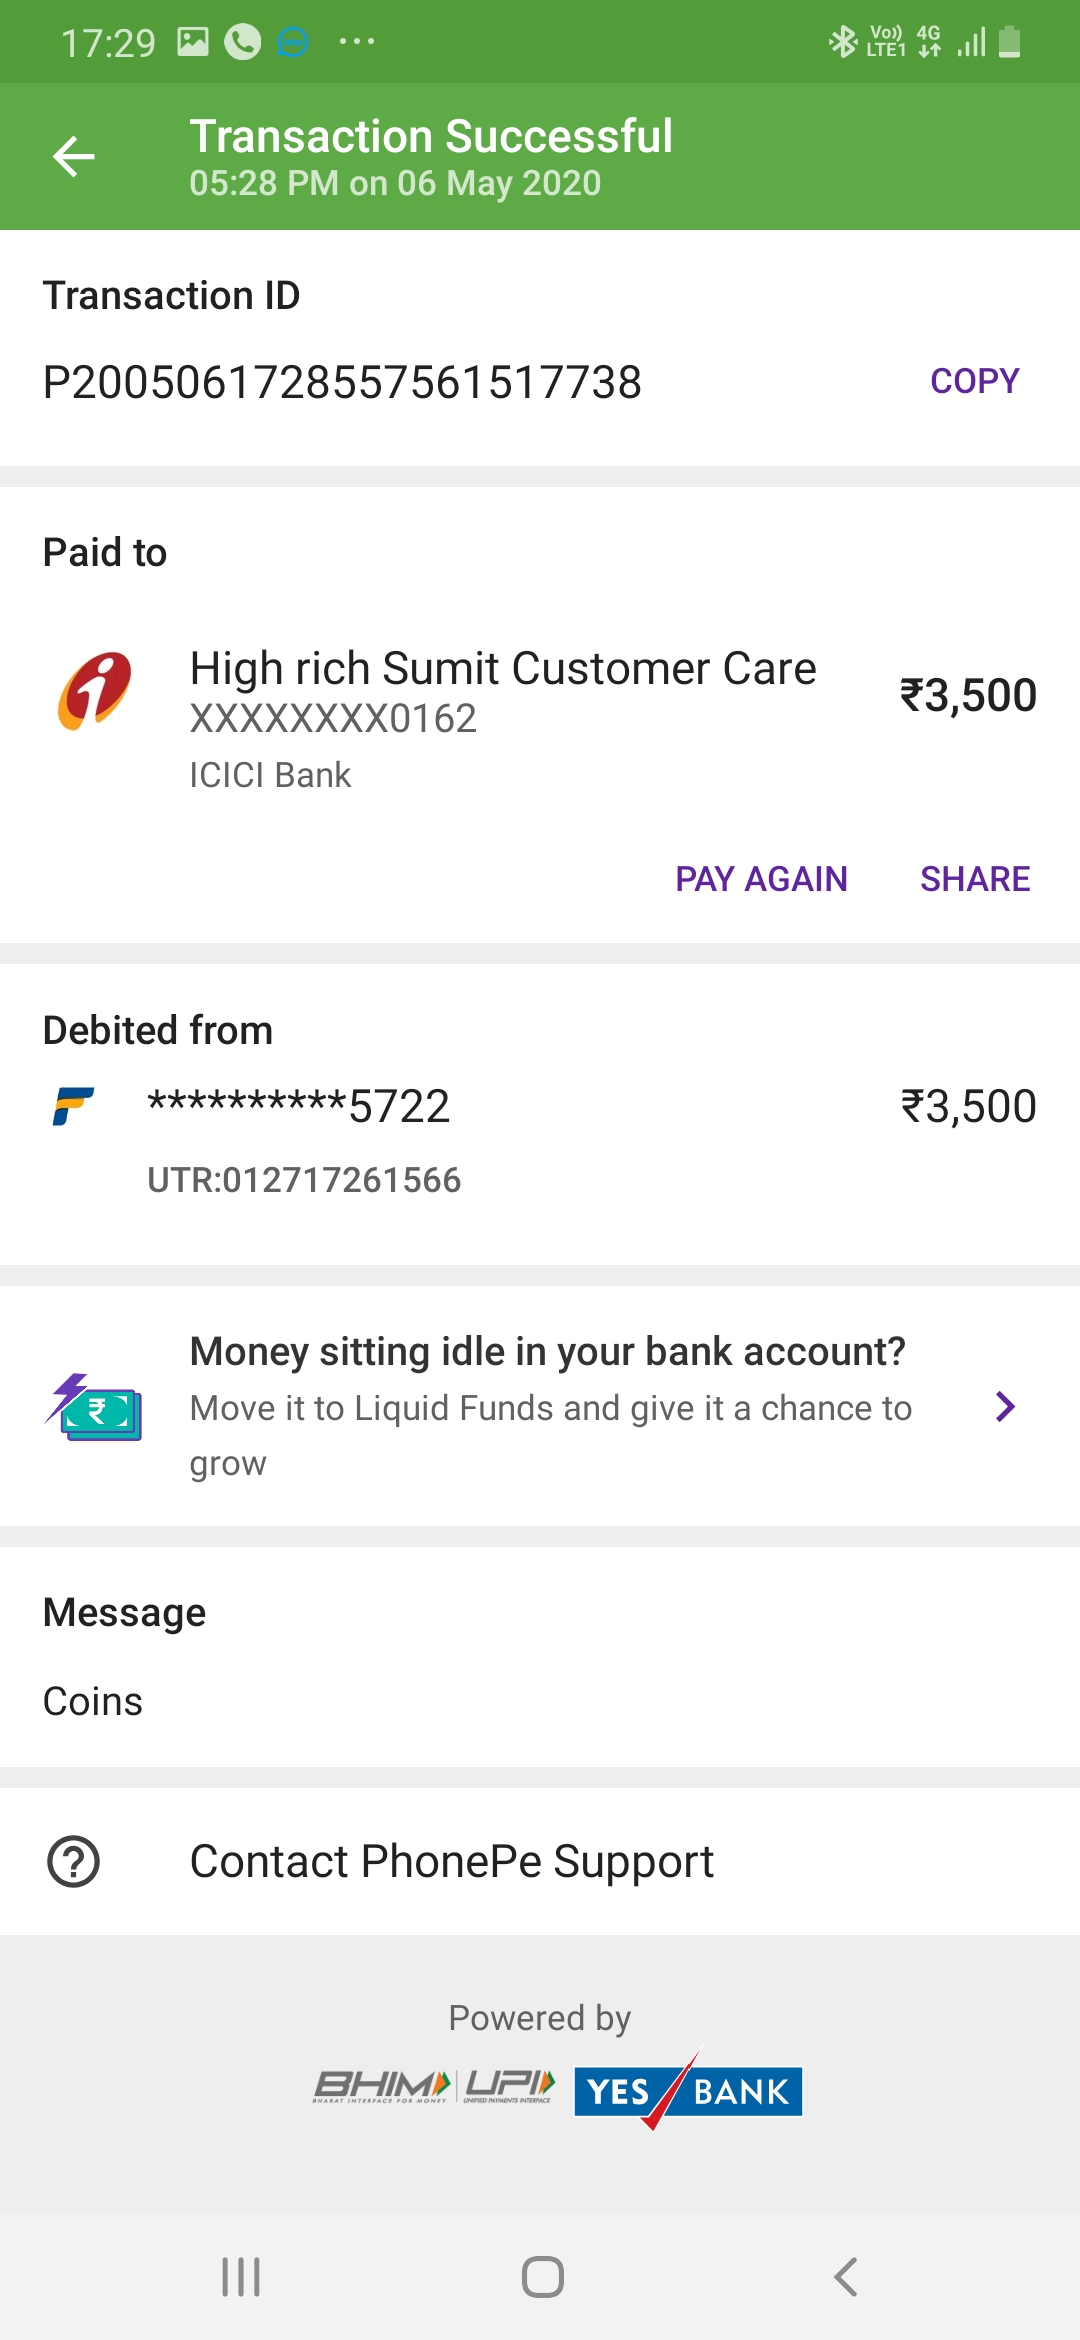 17:29 Vo)) LTE1 4G
Transaction Successful
05:28 PM on 06 May 2020
Transaction ID
P2005061728557561517738 COPY
Paid to
High rich Sumit Customer Care ₹3,500
XXXXXXXX0162
ICICI Bank
PAY AGAIN SHARE
Debited from
**********5722 ₹3,500
UTR:012717261566
Money sitting idle in your bank account?
Move it to Liquid Funds and give it a chance to
grow
Message
Coins
Contact PhonePe Support
Powered by
BHIM UPI YES BANK
BHARAT INTERFACE FOR MONEY UNIFIED PAYMENTS INTERFACE